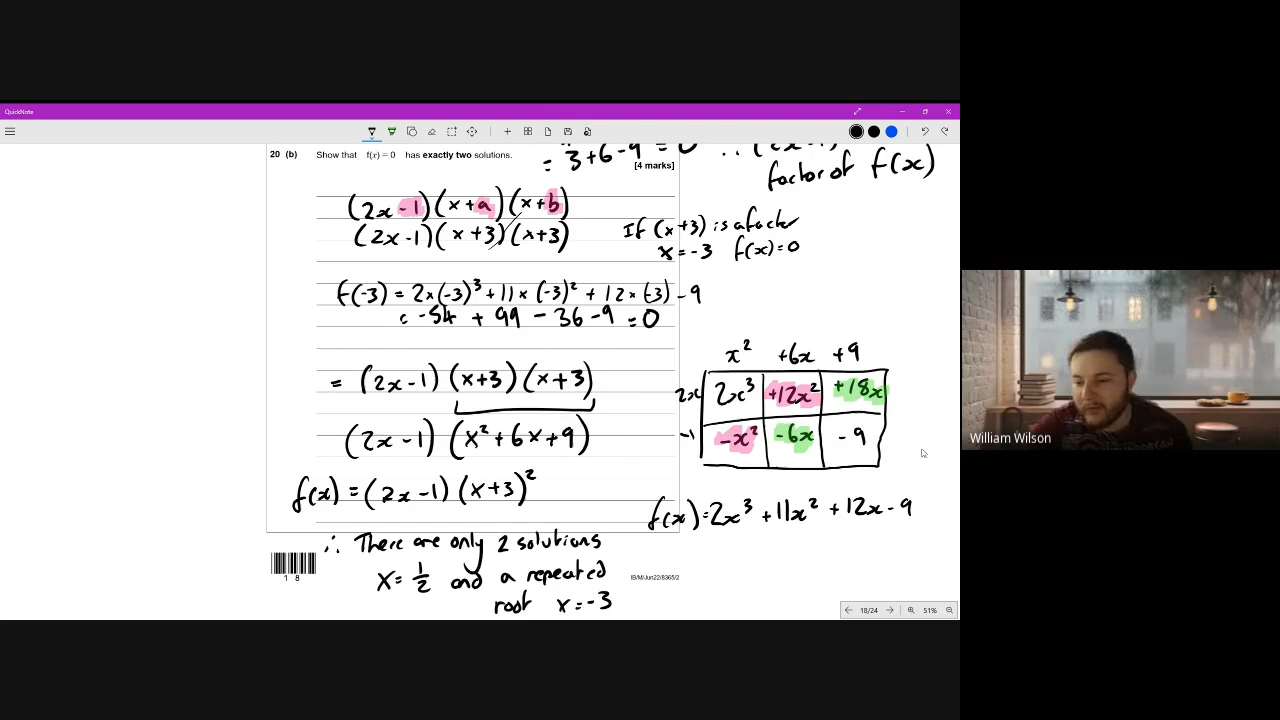 QuickNote
20 (b) Show that f(x) = 0 has exactly two solutions.
[4 marks]
= 3+6-9 = 0 ∴
factor of f(x)
(2x-1)(x+a)(x+b)
(2x-1)(x+3)(x+3)
If (x+3) is a factor
x=-3 f(x)=0
f(-3) = 2×(-3)³ + 11×(-3)² + 12×(-3) - 9
= -54 + 99 - 36 - 9 = 0
= (2x-1)(x+3)(x+3)
(2x-1)(x²+6x+9)
f(x) = (2x-1)(x+3)²
∴ There are only 2 solutions
x = 1/2 and a repeated
root x=-3
x² +6x +9
2x 2x³ +12x² +18x
-1 -x² -6x -9
f(x) = 2x³ + 11x² + 12x - 9
1 8
IB/M/Jun22/8365/2
18/24 51%
William Wilson